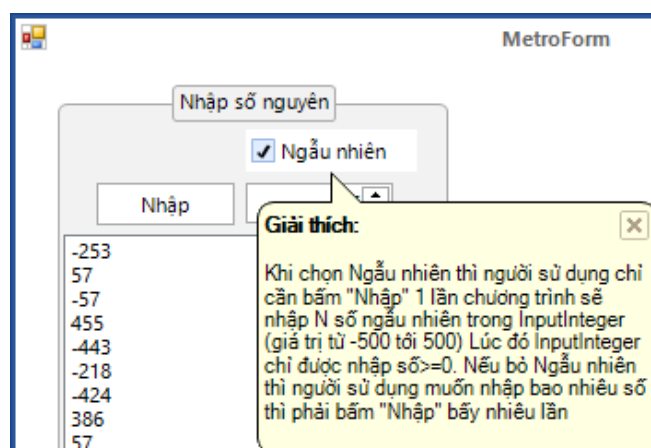 MetroForm
Nhập số nguyên
Ngẫu nhiên
Nhập
Giải thích:
Khi chọn Ngẫu nhiên thì người sử dụng chỉ
cần bấm "Nhập" 1 lần chương trình sẽ
nhập N số ngẫu nhiên trong InputInteger
(giá trị từ -500 tới 500) Lúc đó InputInteger
chỉ được nhập số>=0. Nếu bỏ Ngẫu nhiên
thì người sử dụng muốn nhập bao nhiêu số
thì phải bấm "Nhập" bấy nhiêu lần
-253
57
-57
455
-443
-218
-424
386
57